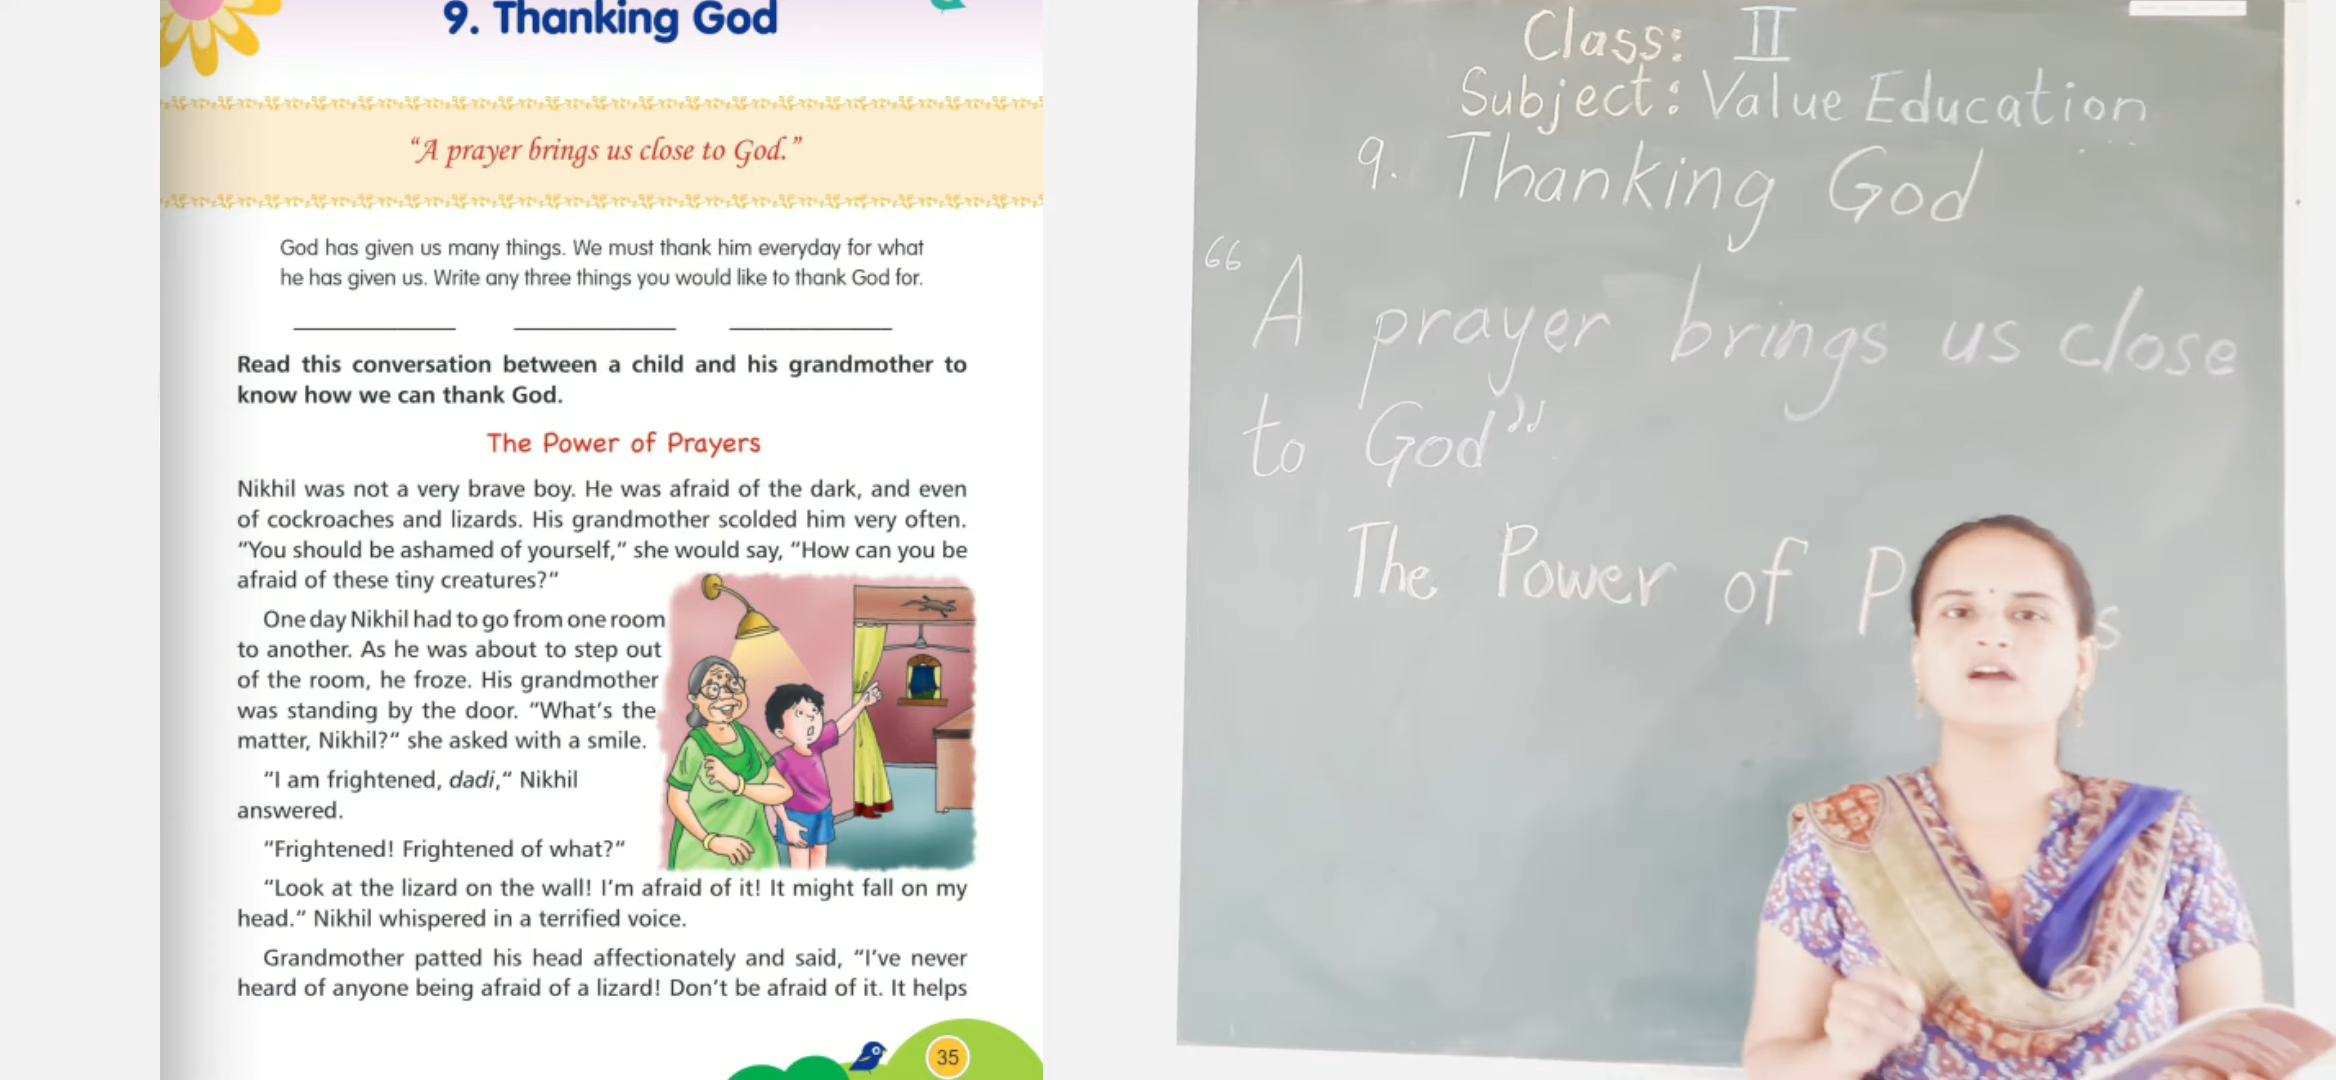 9. Thanking God
“A prayer brings us close to God.”
God has given us many things. We must thank him everyday for what
he has given us. Write any three things you would like to thank God for.
Read this conversation between a child and his grandmother to
know how we can thank God.
The Power of Prayers
Nikhil was not a very brave boy. He was afraid of the dark, and even
of cockroaches and lizards. His grandmother scolded him very often.
“You should be ashamed of yourself,“ she would say, “How can you be
afraid of these tiny creatures?“
One day Nikhil had to go from one room
to another. As he was about to step out
of the room, he froze. His grandmother
was standing by the door. “What’s the
matter, Nikhil?“ she asked with a smile.
“I am frightened, dadi,“ Nikhil
answered.
“Frightened! Frightened of what?“
“Look at the lizard on the wall! I’m afraid of it! It might fall on my
head.“ Nikhil whispered in a terrified voice.
Grandmother patted his head affectionately and said, “I’ve never
heard of anyone being afraid of a lizard! Don’t be afraid of it. It helps
35
Class: II
Subject: Value Education
9. Thanking God
“A prayer brings us close
to God”.
The Power of